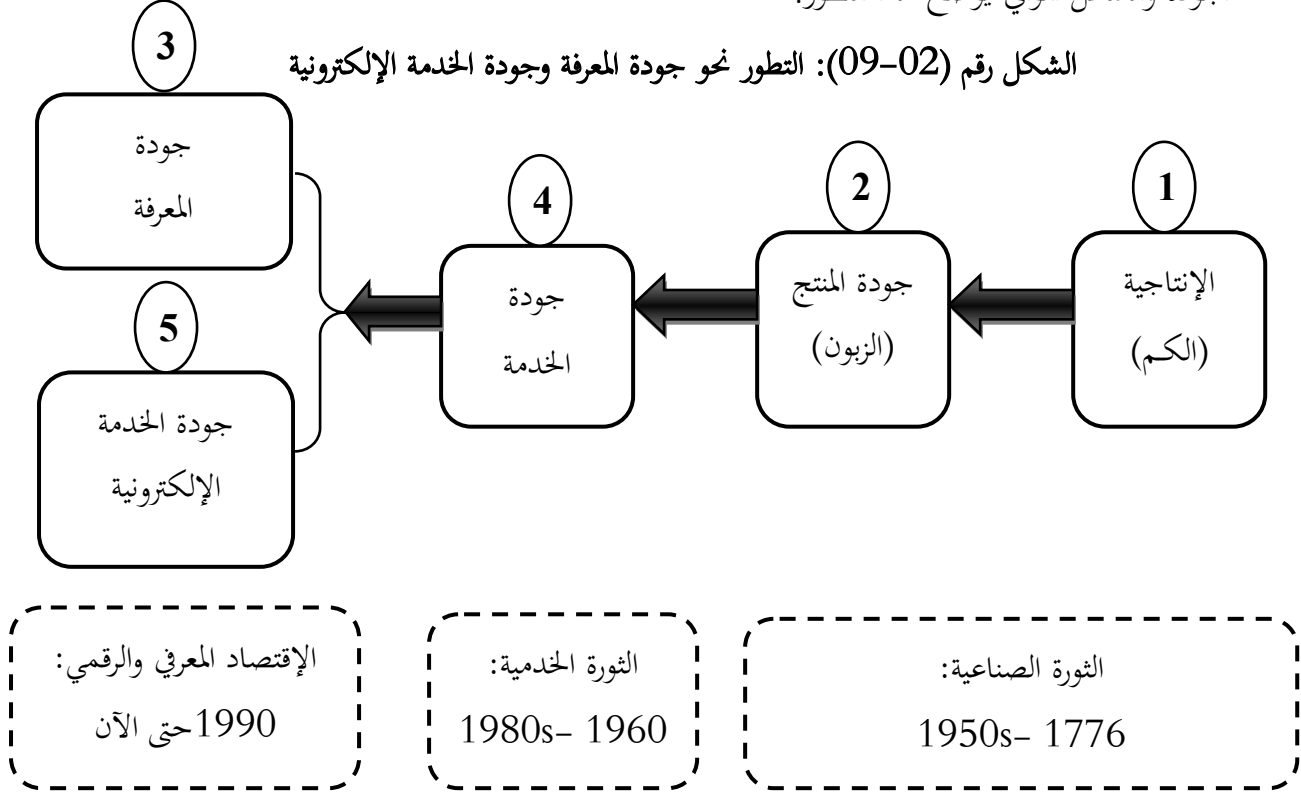 الشكل رقم (02-09): التطور نحو جودة المعرفة وجودة الخدمة الإلكترونية
1
الإنتاجية
(الكم)
2
جودة المنتج
(الزبون)
4
جودة
الخدمة
3
جودة
المعرفة
5
جودة الخدمة
الإلكترونية
الثورة الصناعية:
1776 –1950s
الثورة الخدمية:
1960 –1980s
الإقتصاد المعرفي والرقمي:
1990حتى الآن